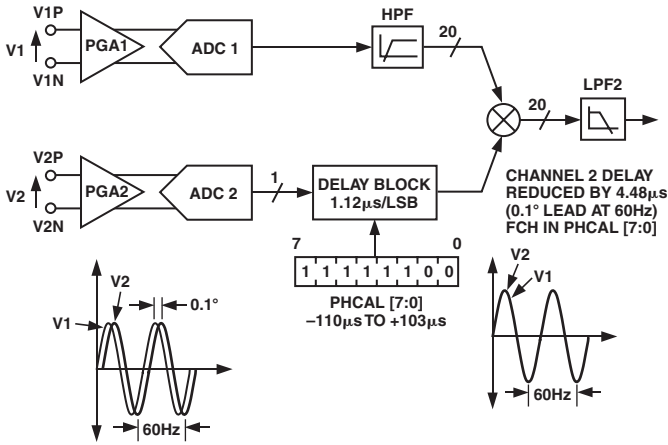 V1P
V1
V1N
PGA1
ADC 1
HPF
20
20
LPF2
V2P
V2
V2N
PGA2
ADC 2
1
DELAY BLOCK
1.12μs/LSB
CHANNEL 2 DELAY
REDUCED BY 4.48μs
(0.1° LEAD AT 60Hz)
FCH IN PHCAL [7:0]
7 0
1 1 1 1 1 1 0 0
PHCAL [7:0]
–110μs TO +103μs
V2
V1
0.1°
60Hz
V2
V1
60Hz